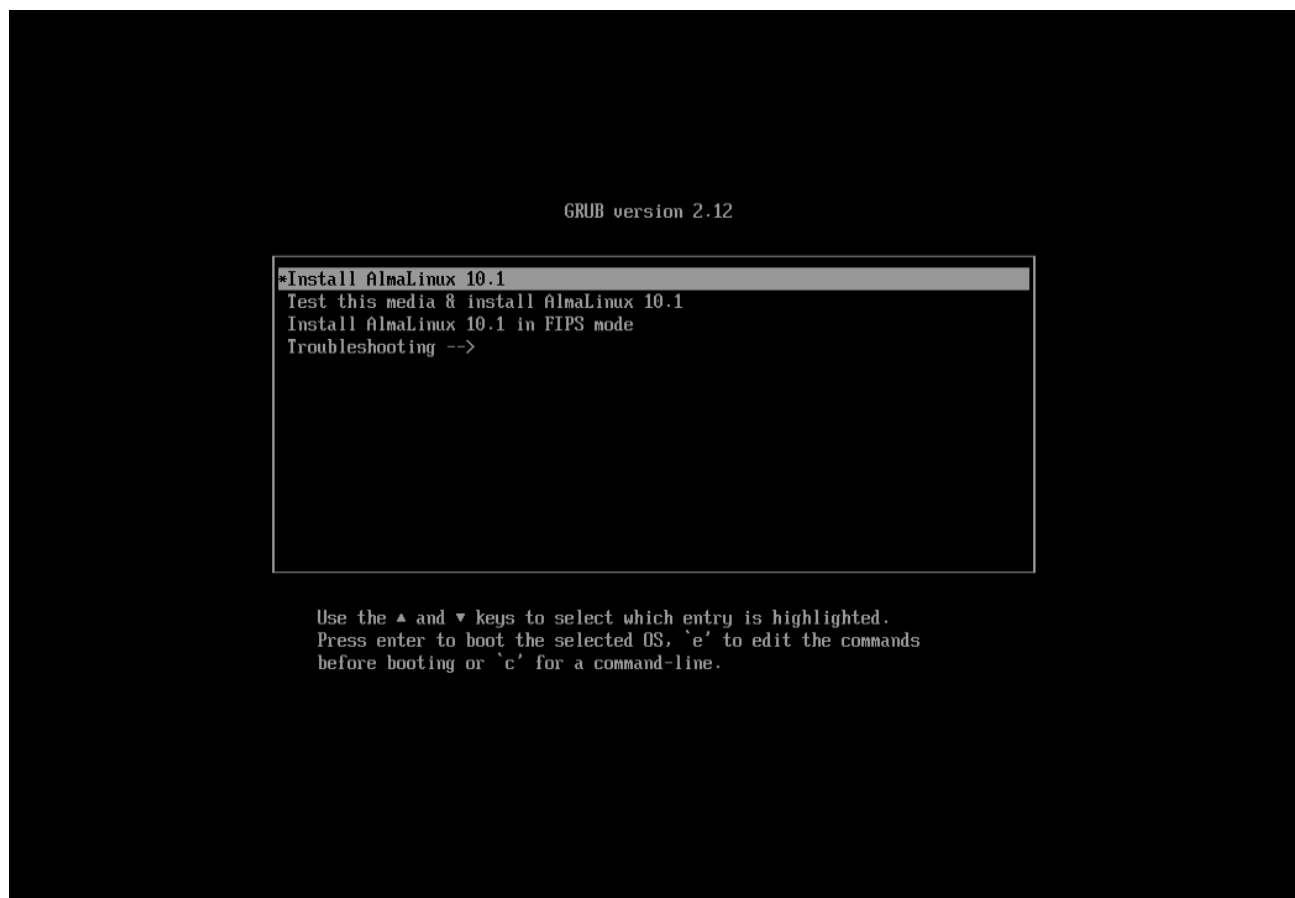 GRUB version 2.12
*Install AlmaLinux 10.1
Test this media & install AlmaLinux 10.1
Install AlmaLinux 10.1 in FIPS mode
Troubleshooting -->
Use the ▲ and ▼ keys to select which entry is highlighted.
Press enter to boot the selected OS, `e' to edit the commands
before booting or `c' for a command-line.